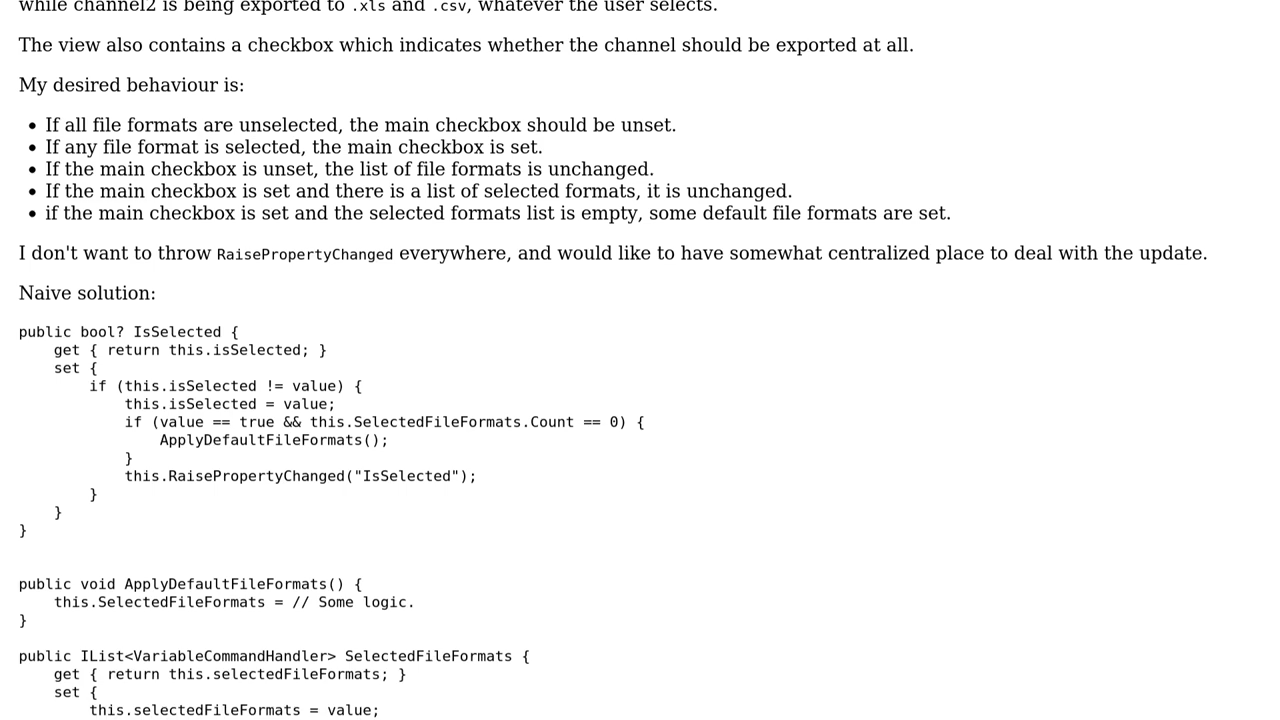 while channel2 is being exported to .xls and .csv, whatever the user selects.
The view also contains a checkbox which indicates whether the channel should be exported at all.
My desired behaviour is:
• If all file formats are unselected, the main checkbox should be unset.
• If any file format is selected, the main checkbox is set.
• If the main checkbox is unset, the list of file formats is unchanged.
• If the main checkbox is set and there is a list of selected formats, it is unchanged.
• if the main checkbox is set and the selected formats list is empty, some default file formats are set.
I don't want to throw RaisePropertyChanged everywhere, and would like to have somewhat centralized place to deal with the update.
Naive solution:
public bool? IsSelected {
    get { return this.isSelected; }
    set {
        if (this.isSelected != value) {
            this.isSelected = value;
            if (value == true && this.SelectedFileFormats.Count == 0) {
                ApplyDefaultFileFormats();
            }
            this.RaisePropertyChanged("IsSelected");
        }
    }
}
public void ApplyDefaultFileFormats() {
    this.SelectedFileFormats = // Some logic.
}
public IList<VariableCommandHandler> SelectedFileFormats {
    get { return this.selectedFileFormats; }
    set {
        this.selectedFileFormats = value;